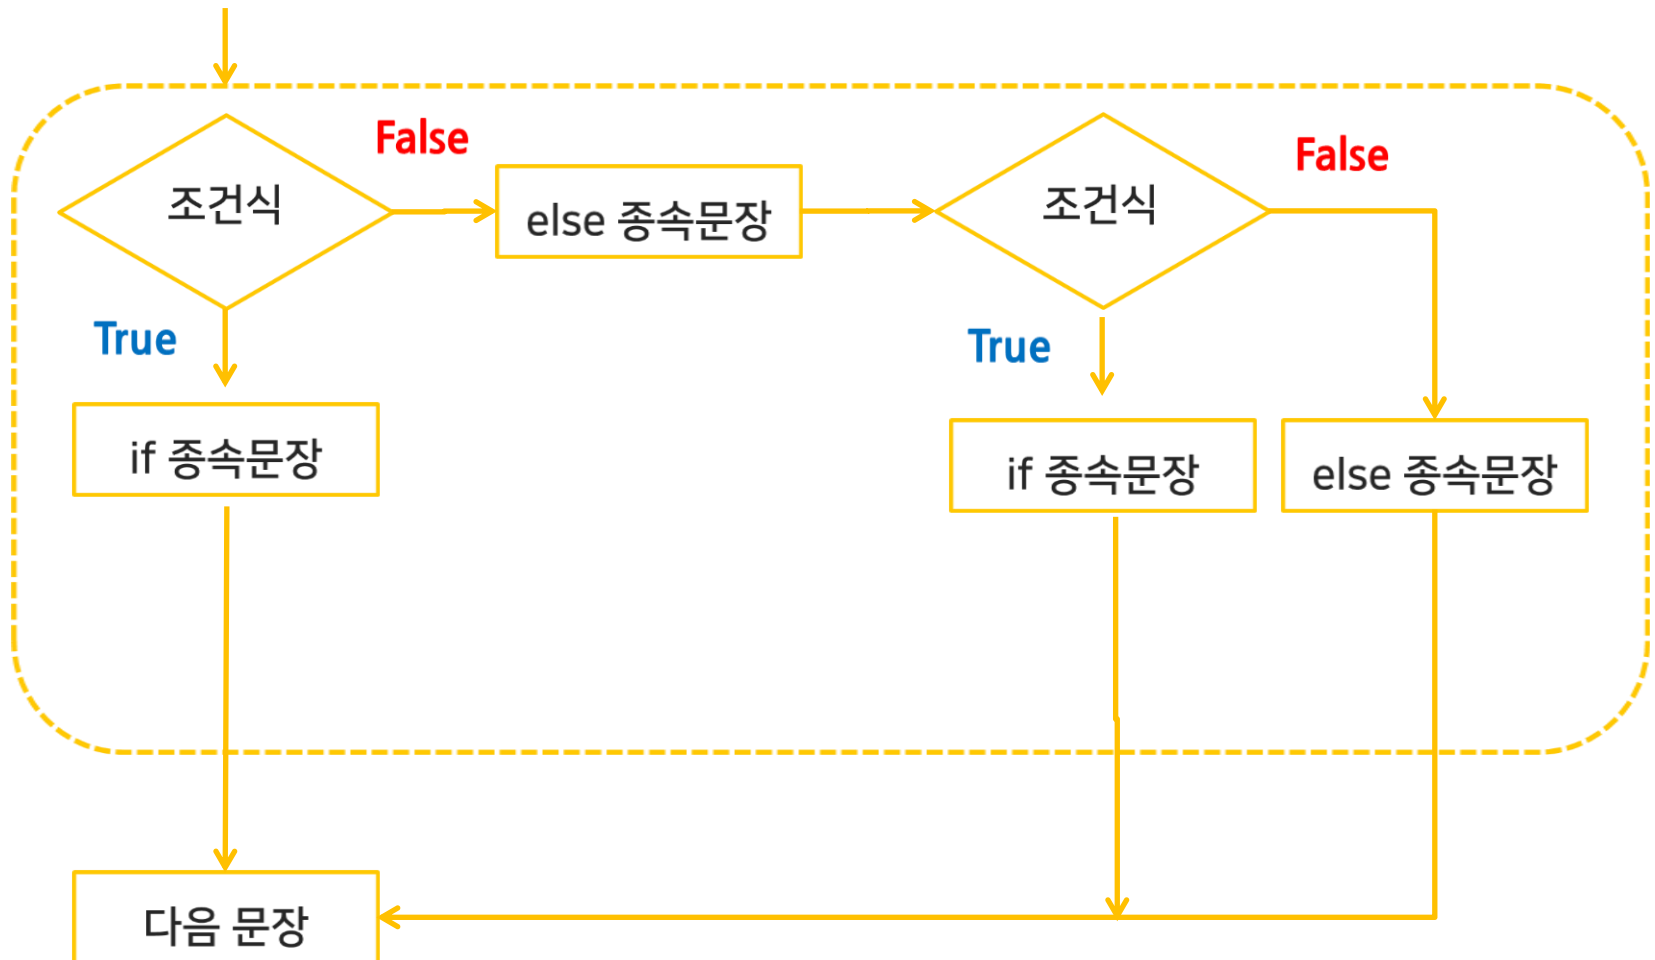 조건식
False
else 종속문장
조건식
False
True
if 종속문장
True
if 종속문장
else 종속문장
다음 문장